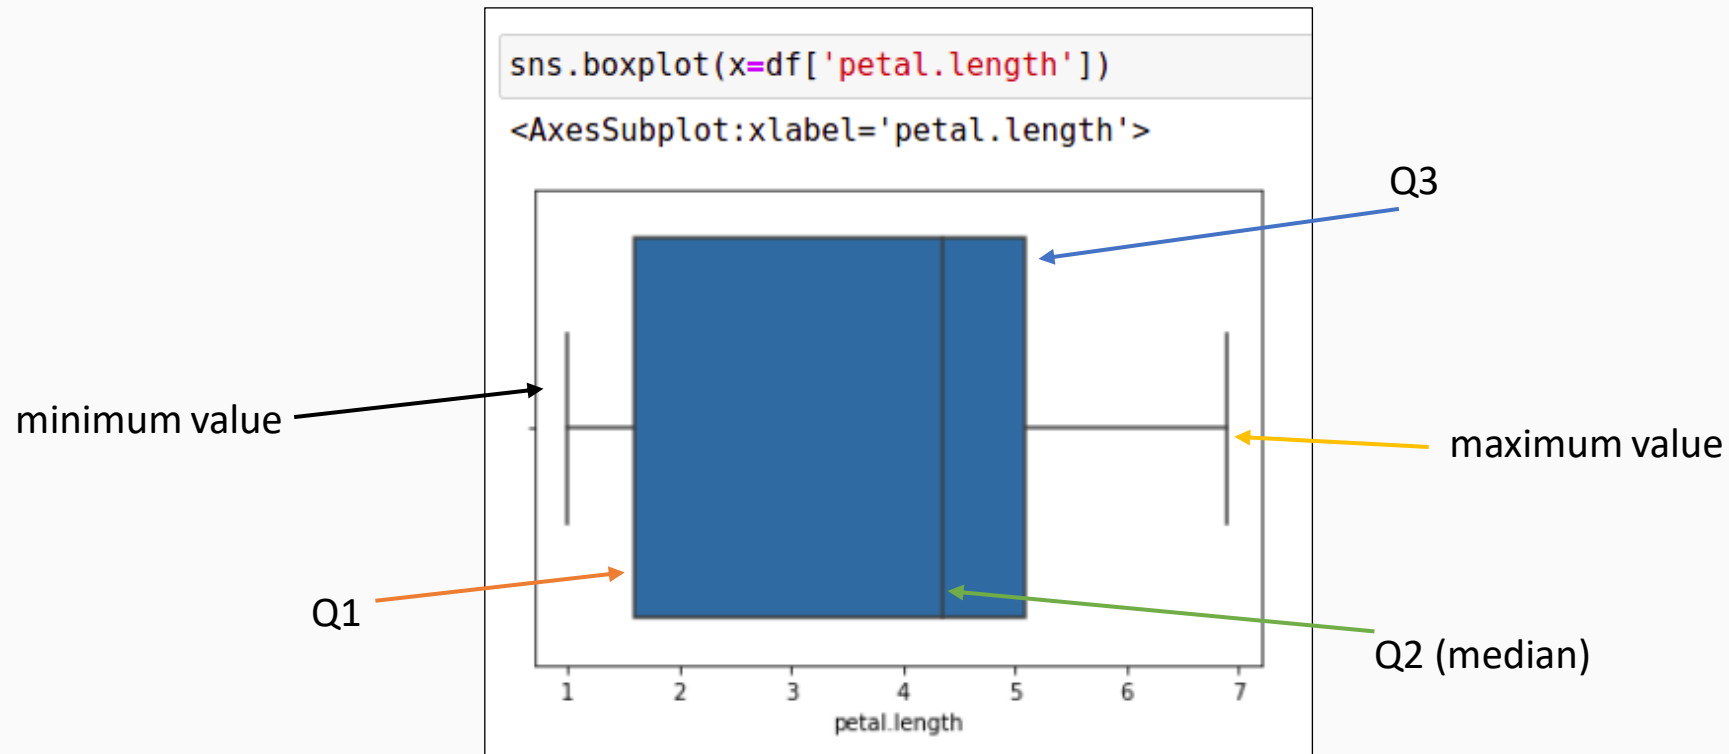 sns.boxplot(x=df['petal.length'])
<AxesSubplot:xlabel='petal.length'>
Q3
minimum value
maximum value
Q1
Q2 (median)
1 2 3 4 5 6 7
petal.length